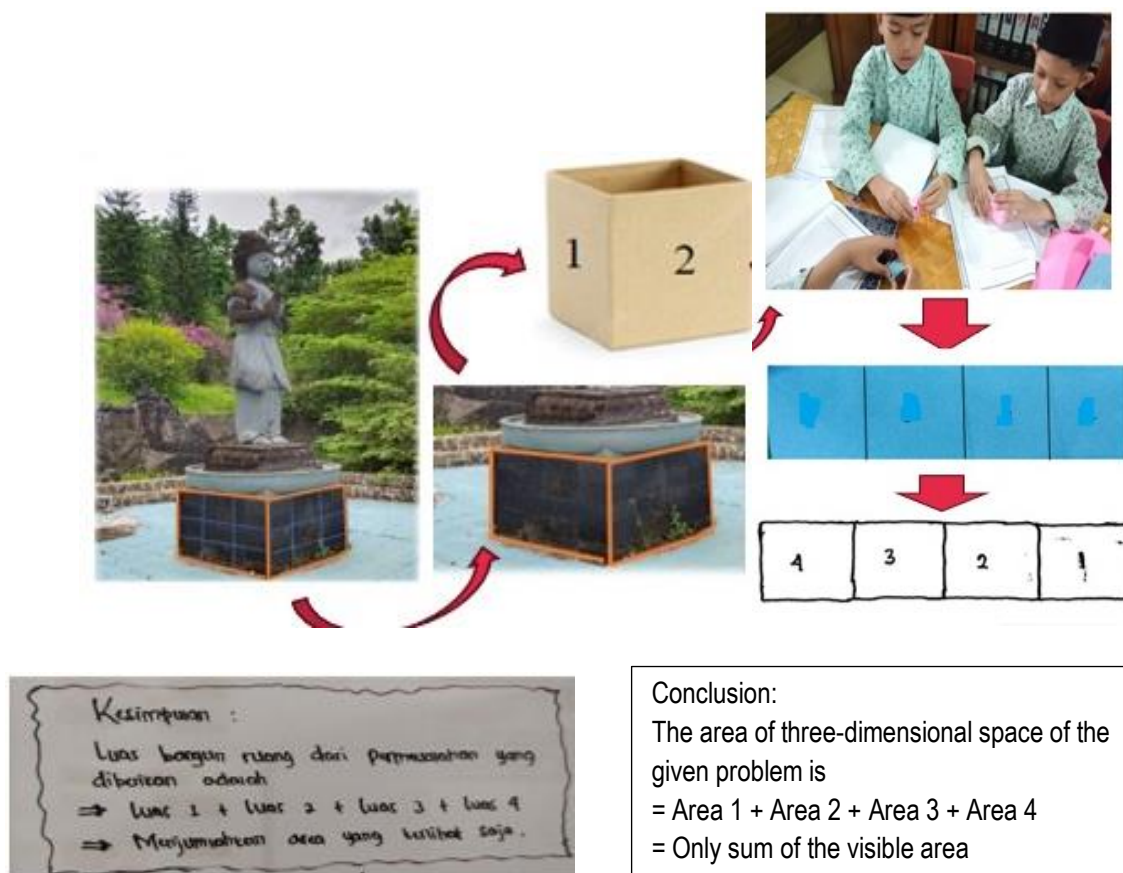 1 2
4 3 2 1
Kesimpulan :
Luas bangun ruang dari permasalahan yang
diberikan adalah
⇒ Luas 1 + Luas 2 + Luas 3 + Luas 4
⇒ Menjumlahkan area yang terlihat saja.
Conclusion:
The area of three-dimensional space of the
given problem is
= Area 1 + Area 2 + Area 3 + Area 4
= Only sum of the visible area